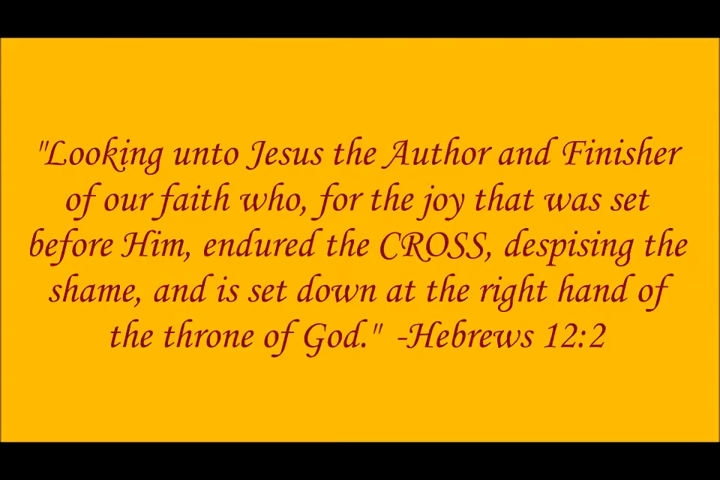 "Looking unto Jesus the Author and Finisher
of our faith who, for the joy that was set
before Him, endured the CROSS, despising the
shame, and is set down at the right hand of
the throne of God." -Hebrews 12:2